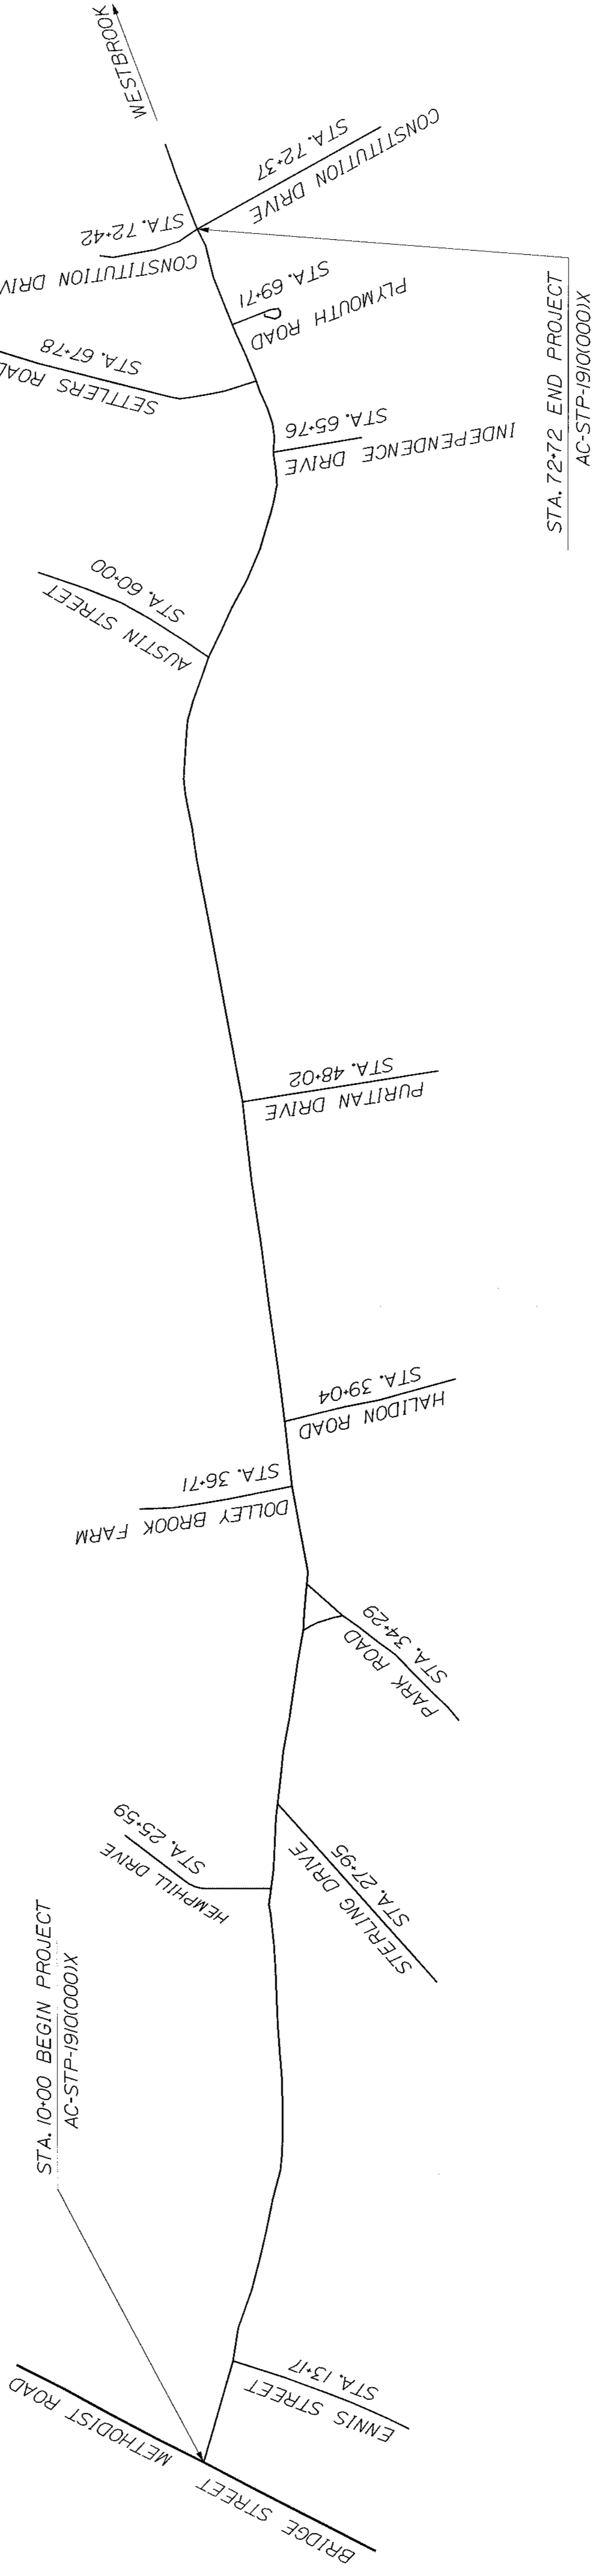 WESTBROOK
STA. 72+37
CONSTITUTION DRIVE
STA. 72+42
CONSTITUTION DRIV
STA. 69+71
PLYMOUTH ROAD
STA. 67+78
SETTLERS ROA
STA. 65+76
INDEPENDENCE DRIVE
STA. 72+72 END PROJECT
AC-STP-1910(000)X
STA. 60+00
AUSTIN STREET
STA. 48+02
PURITAN DRIVE
STA. 39+04
HALIDON ROAD
STA. 36+71
DOLLEY BROOK FARM
STA. 34+29
PARK ROAD
STA. 25+59
HEMPHILL DRIVE
STA. 27+95
STERLING DRIVE
STA. 10+00 BEGIN PROJECT
AC-STP-1910(000)X
STA. 13+17
ENNIS STREET
METHODIST ROAD
BRIDGE STREET